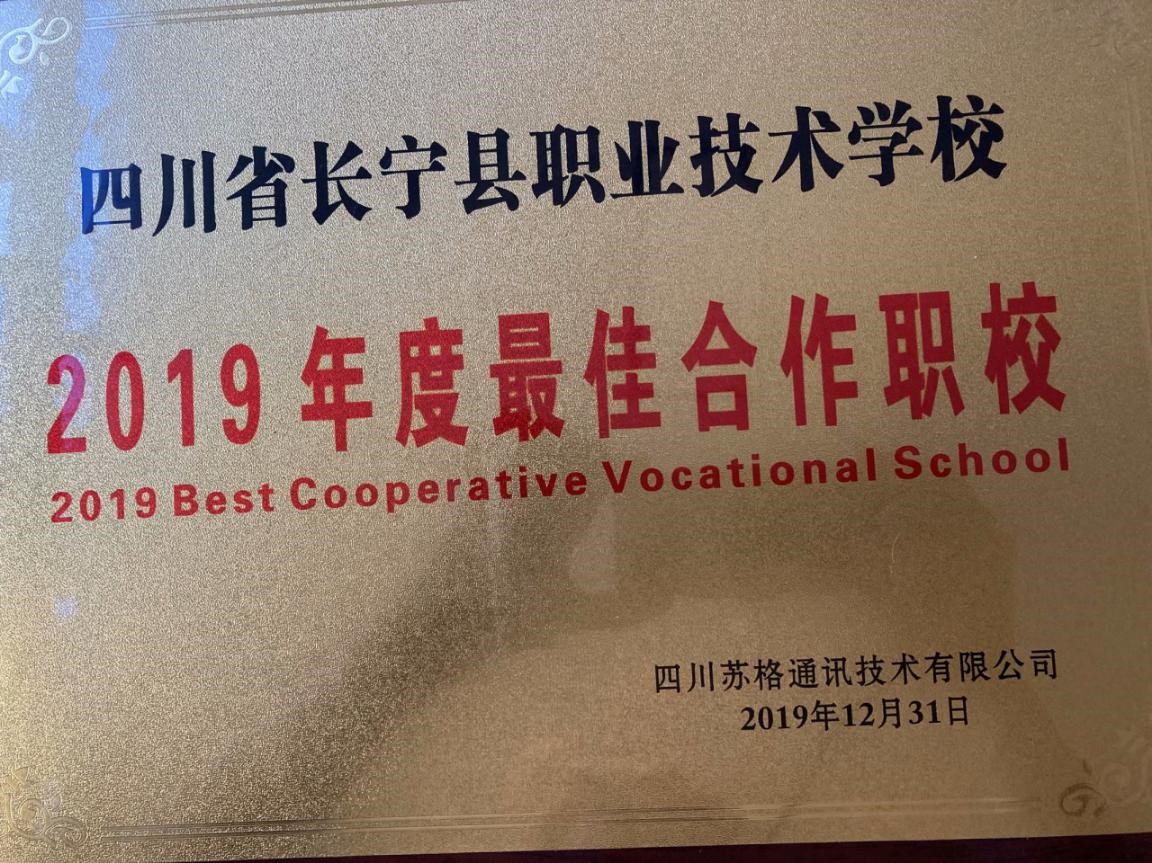 四川省长宁县职业技术学校
2019年度最佳合作职校
2019 Best Cooperative Vocational School
四川苏格通讯技术有限公司
2019年12月31日